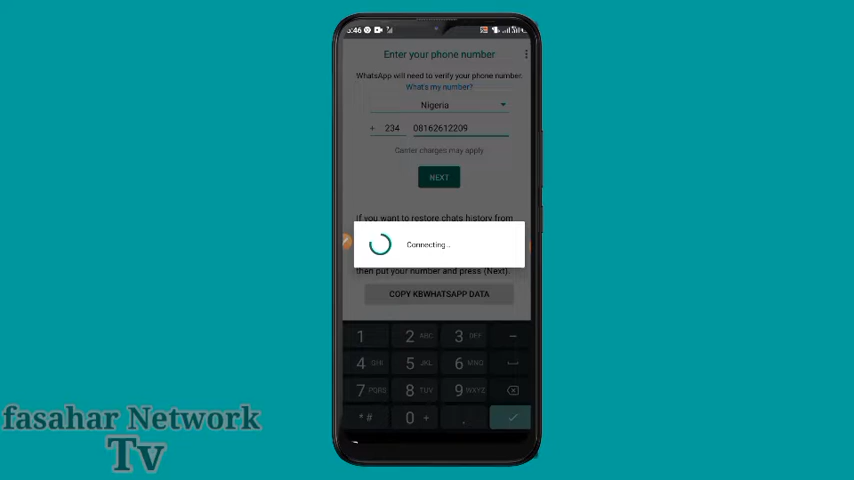 3:46
Enter your phone number
WhatsApp will need to verify your phone number.
What's my number?
Nigeria
+ 234 08162612209
Carrier charges may apply
NEXT
If you want to restore chats history from
Connecting...
then put your number and press (Next).
COPY KBWHATSAPP DATA
1 2 ABC 3 DEF –
4 GHI 5 JKL 6 MNO
7 PQRS 8 TUV 9 WXYZ
* # 0 + .
fasahar Network
Tv